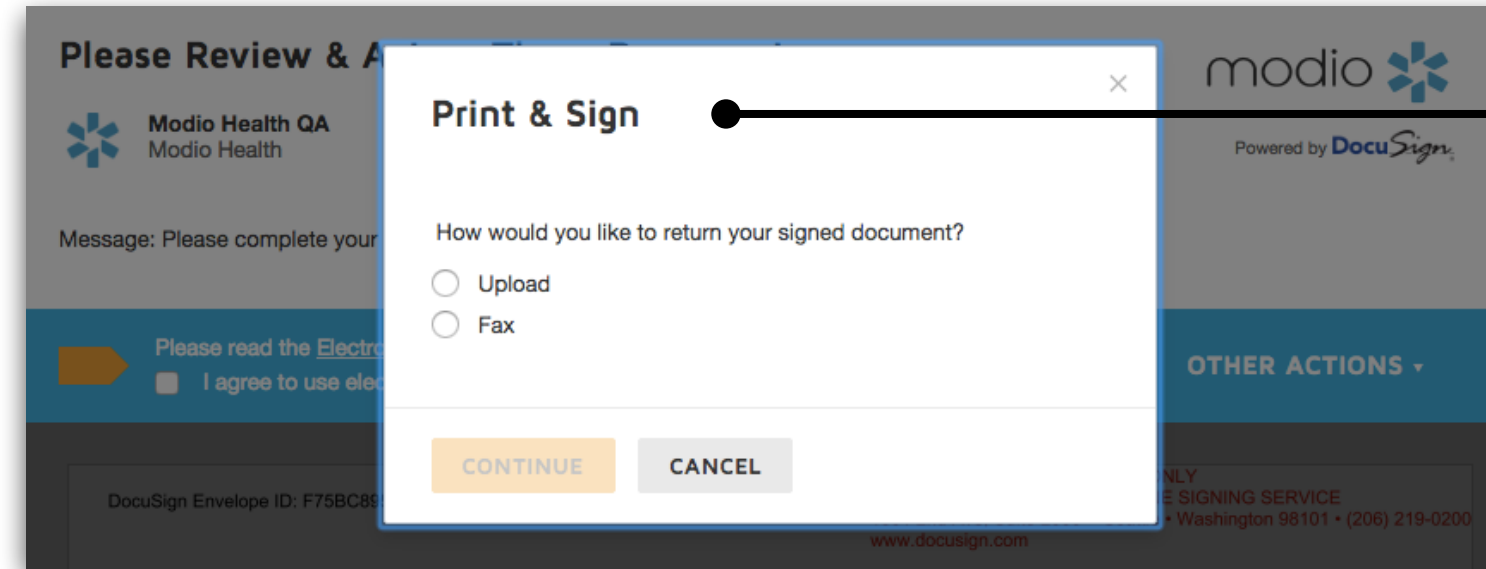 Please Review & A
Modio Health QA
Modio Health
Message: Please complete your
modio
Powered by DocuSign
Print & Sign
How would you like to return your signed document?
Upload
Fax
CONTINUE
CANCEL
Please read the Electro
I agree to use elec
OTHER ACTIONS
DocuSign Envelope ID: F75BC89
NLY
E SIGNING SERVICE
• Washington 98101 • (206) 219-0200
www.docusign.com